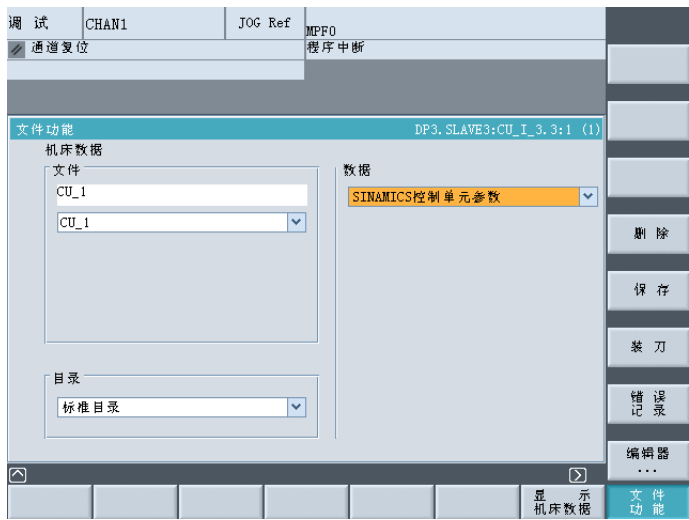 调 试
CHAN1
JOG Ref
MPF0
通道复位
程序中断
文件功能
DP3.SLAVE3:CU_I_3.3:1 (1)
机床数据
文件
数据
CU_1
SINAMICS控制单元参数
CU_1
删 除
保 存
装 刀
目录
标准目录
错 误
记 录
编辑器
...
显 示
机床数据
文 件
功 能